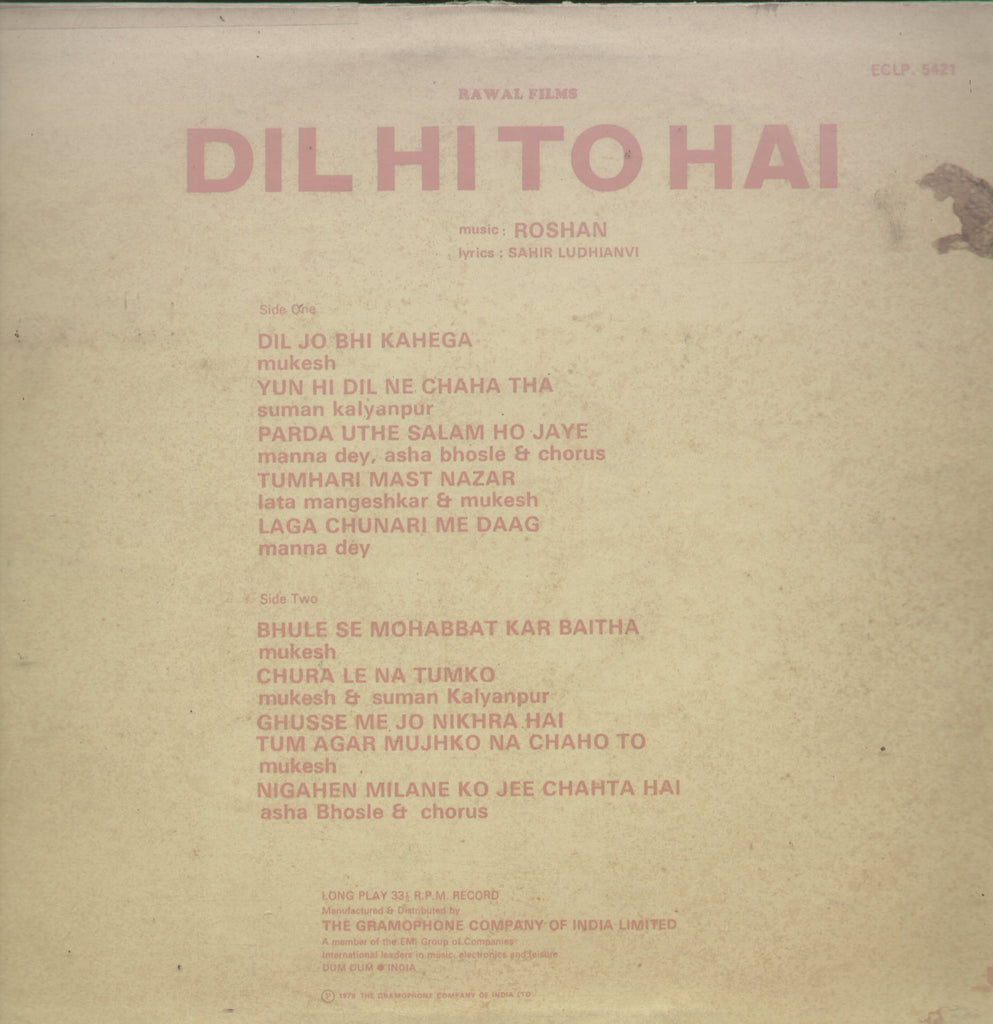 ECLP. 5421
RAWAL FILMS
DIL HI TO HAI
music : ROSHAN
lyrics : SAHIR LUDHIANVI
Side One
DIL JO BHI KAHEGA
mukesh
YUN HI DIL NE CHAHA THA
suman kalyanpur
PARDA UTHE SALAM HO JAYE
manna dey, asha bhosle & chorus
TUMHARI MAST NAZAR
lata mangeshkar & mukesh
LAGA CHUNARI ME DAAG
manna dey
Side Two
BHULE SE MOHABBAT KAR BAITHA
mukesh
CHURA LE NA TUMKO
mukesh & suman Kalyanpur
GHUSSE ME JO NIKHRA HAI
TUM AGAR MUJHKO NA CHAHO TO
mukesh
NIGAHEN MILANE KO JEE CHAHTA HAI
asha Bhosle & chorus
LONG PLAY 33⅓ R.P.M. RECORD
Manufactured & Distributed by
THE GRAMOPHONE COMPANY OF INDIA LIMITED
A member of the EMI Group of Companies
International leaders in music, electronics and leisure
DUM DUM ● INDIA
Ⓟ 1978 THE GRAMOPHONE COMPANY OF INDIA LTD